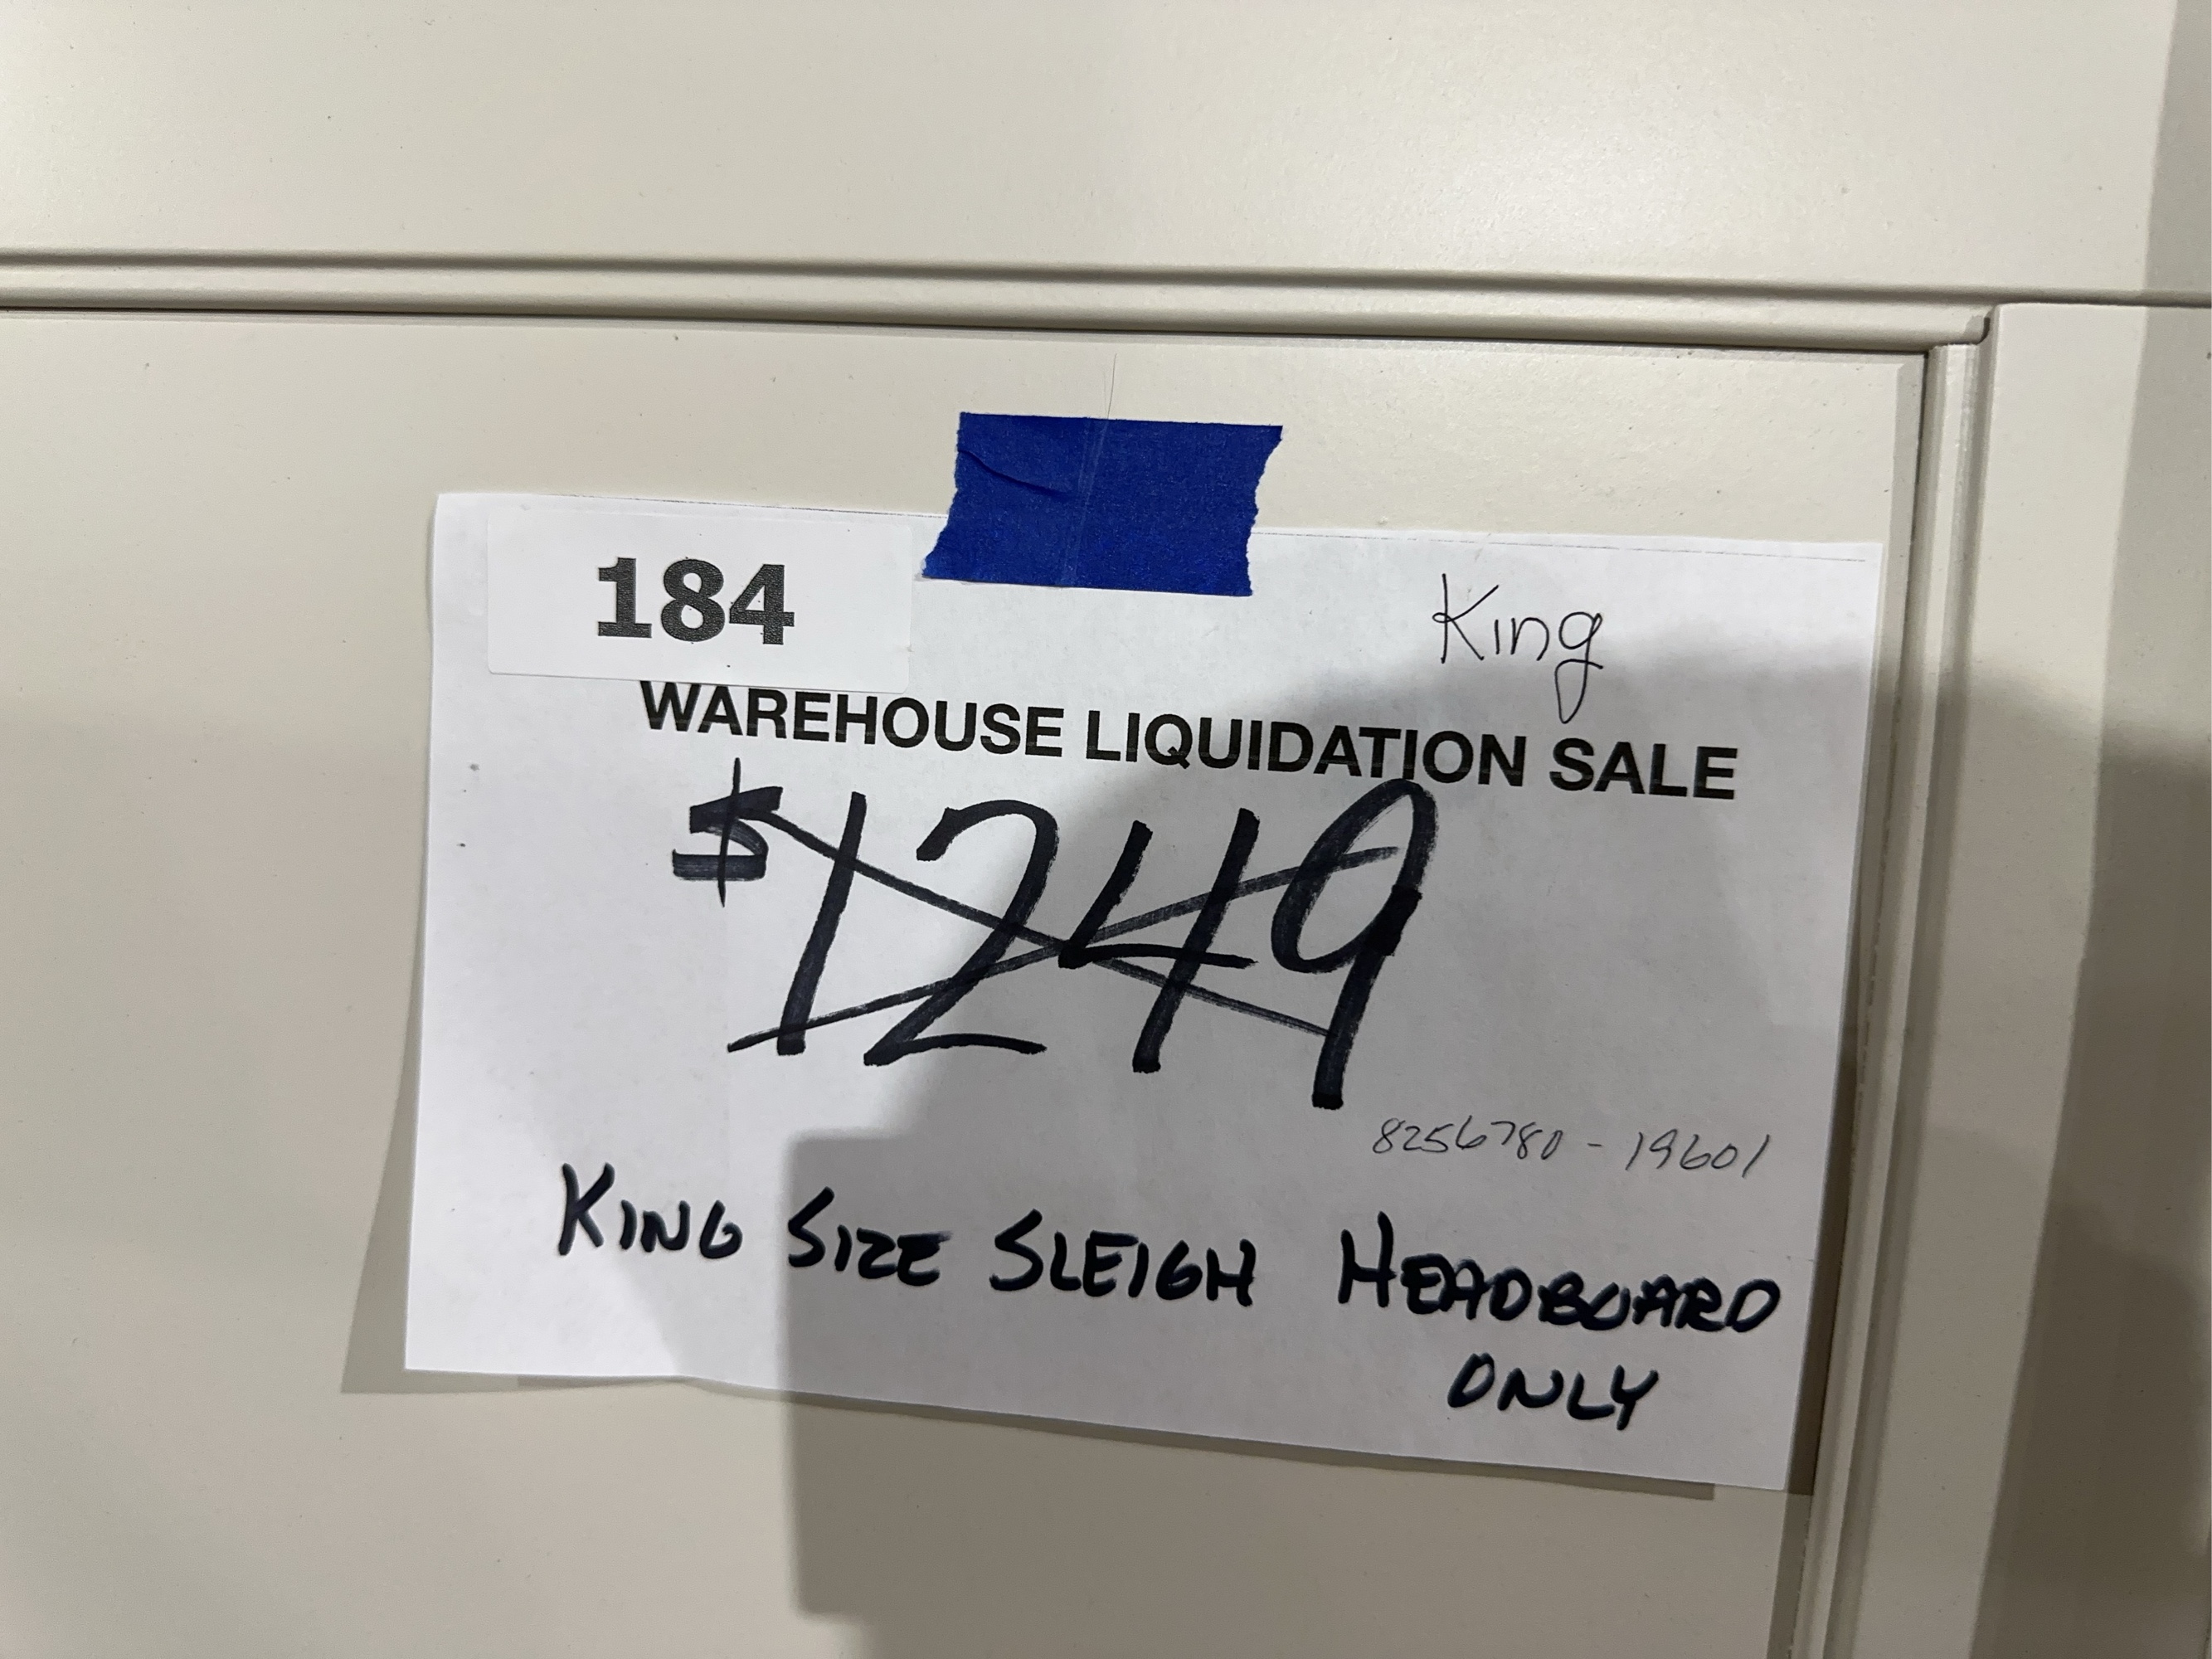 184
King
WAREHOUSE LIQUIDATION SALE
$1249
8256780-19601
KING SIZE SLEIGH HEADBOARD
ONLY